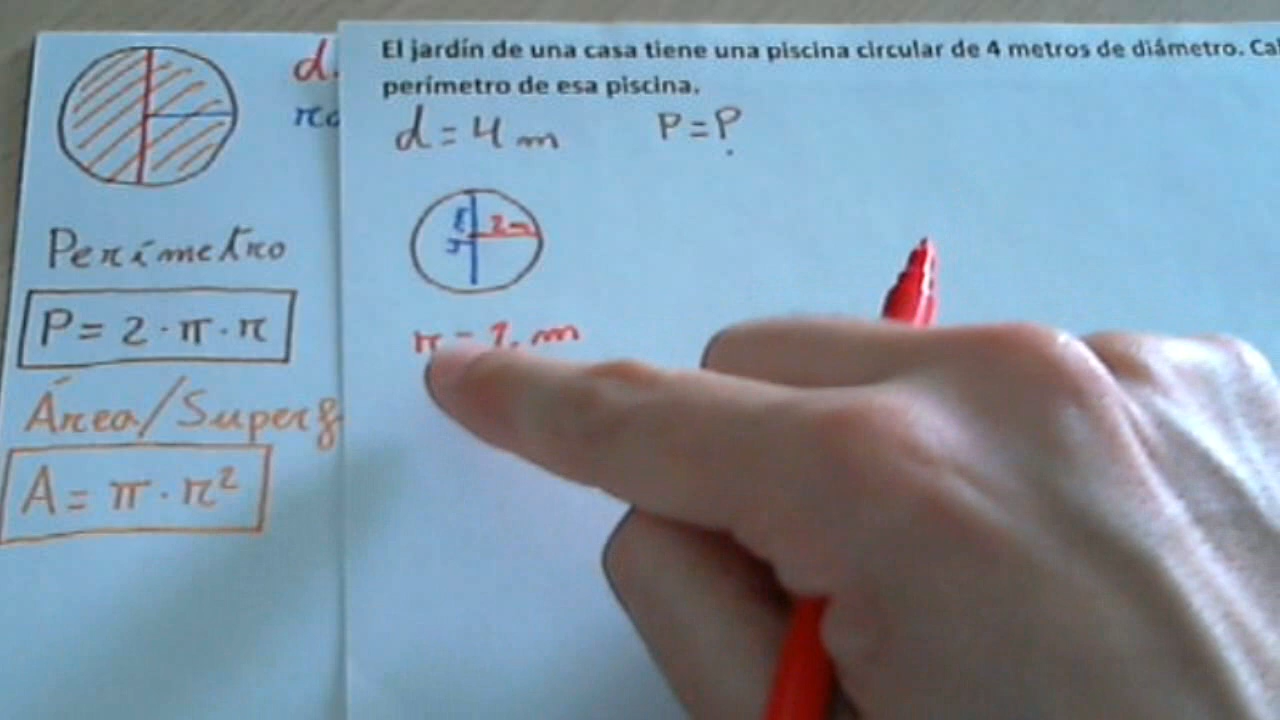 d.
Perímetro
P = 2 · π · r
Área/Superf
A = π · r²
El jardín de una casa tiene una piscina circular de 4 metros de diámetro. Cal
perímetro de esa piscina.
d = 4 m P = ?
2m
r = 2 m